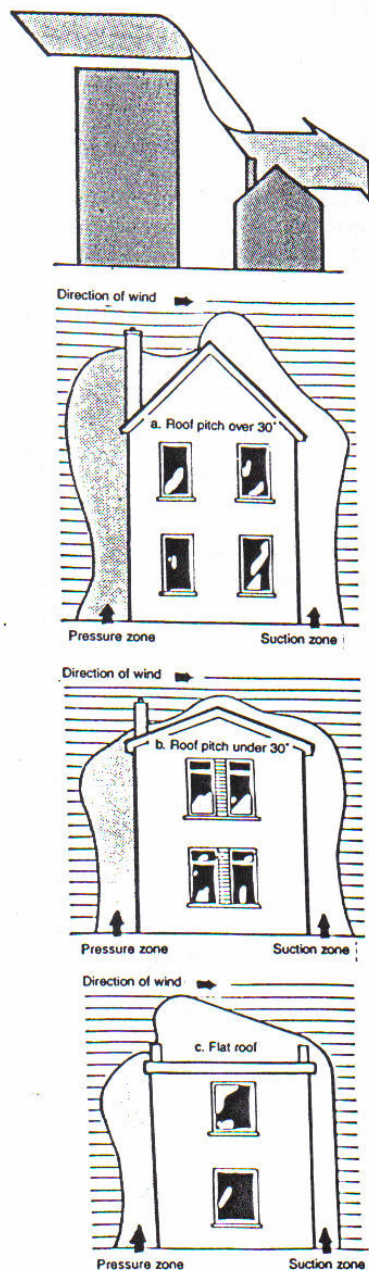 Direction of wind
a. Roof pitch over 30°
Pressure zone Suction zone
Direction of wind
b. Roof pitch under 30°
Pressure zone Suction zone
Direction of wind
c. Flat roof
Pressure zone Suction zone